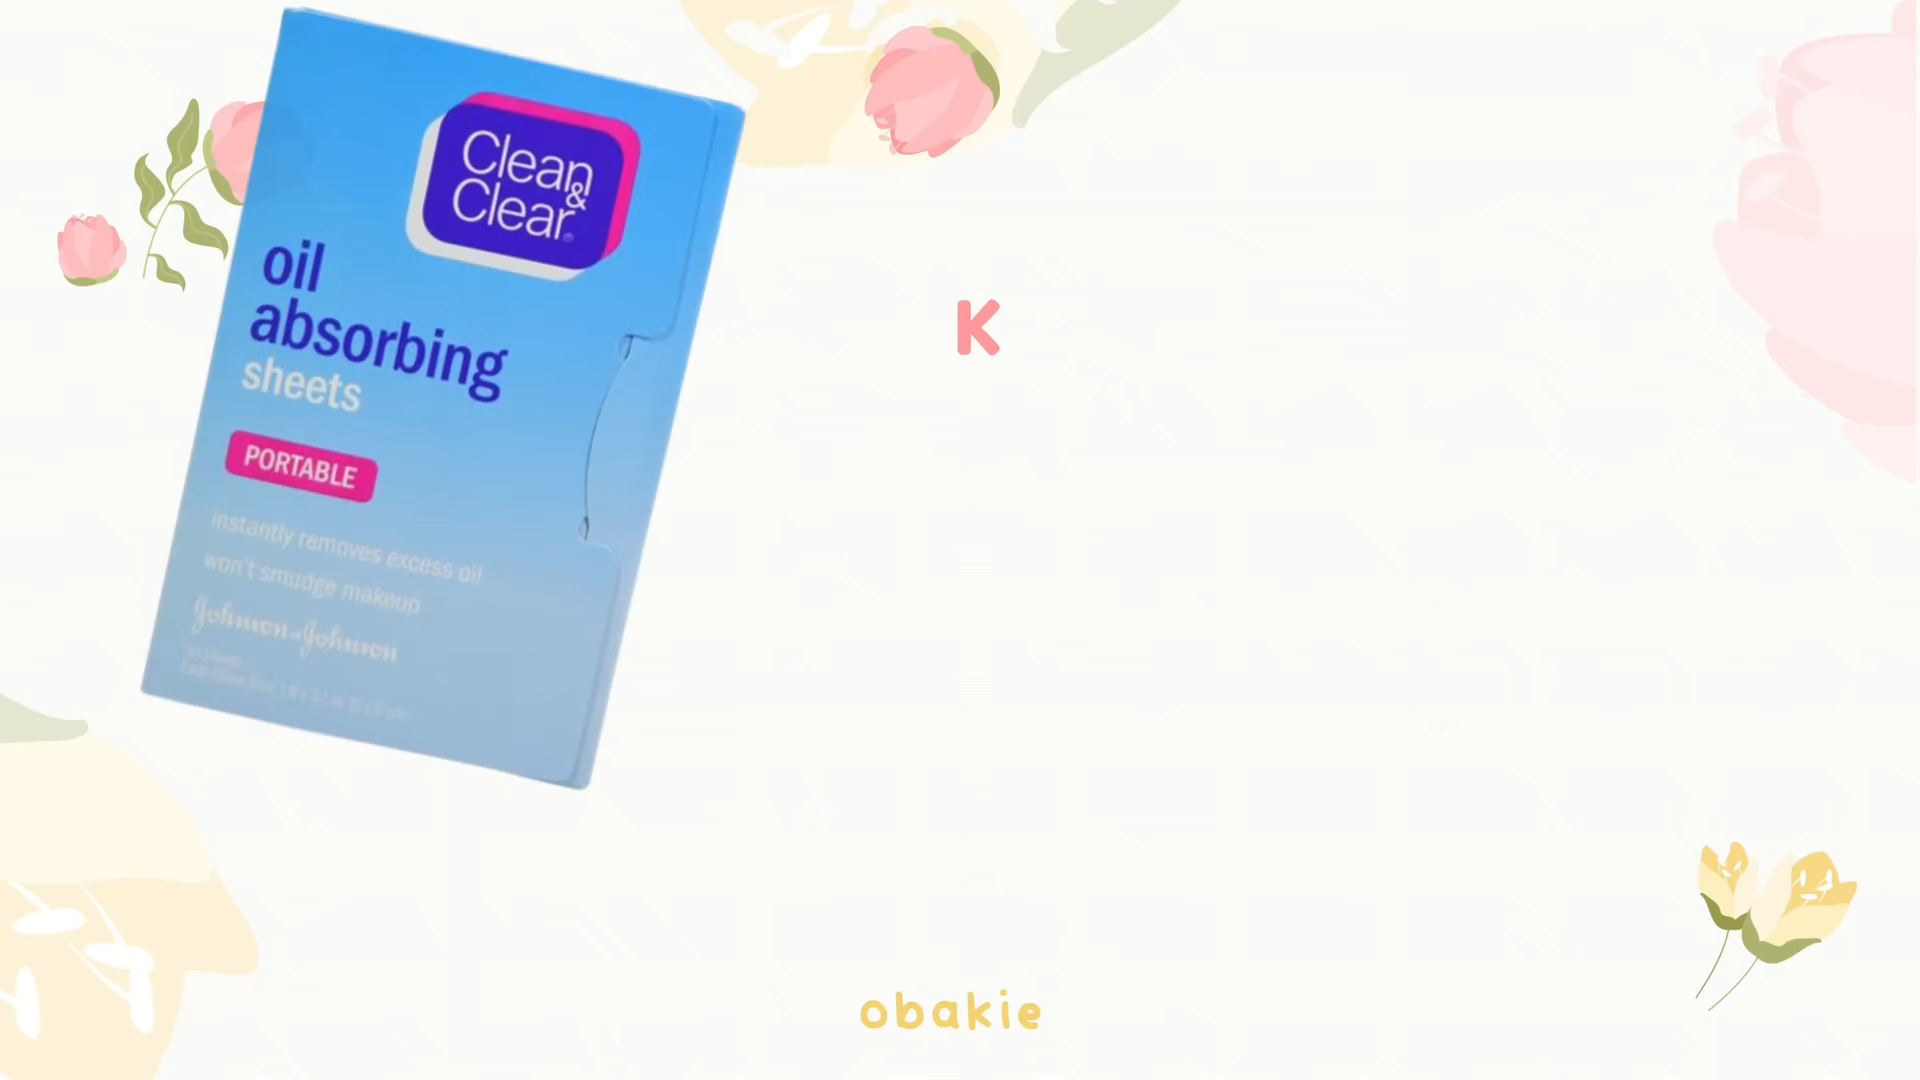 Clean
&
Clear®
oil
absorbing
sheets
PORTABLE
instantly removes excess oil
won't smudge makeup
Johnson-Johnson
K
obakie